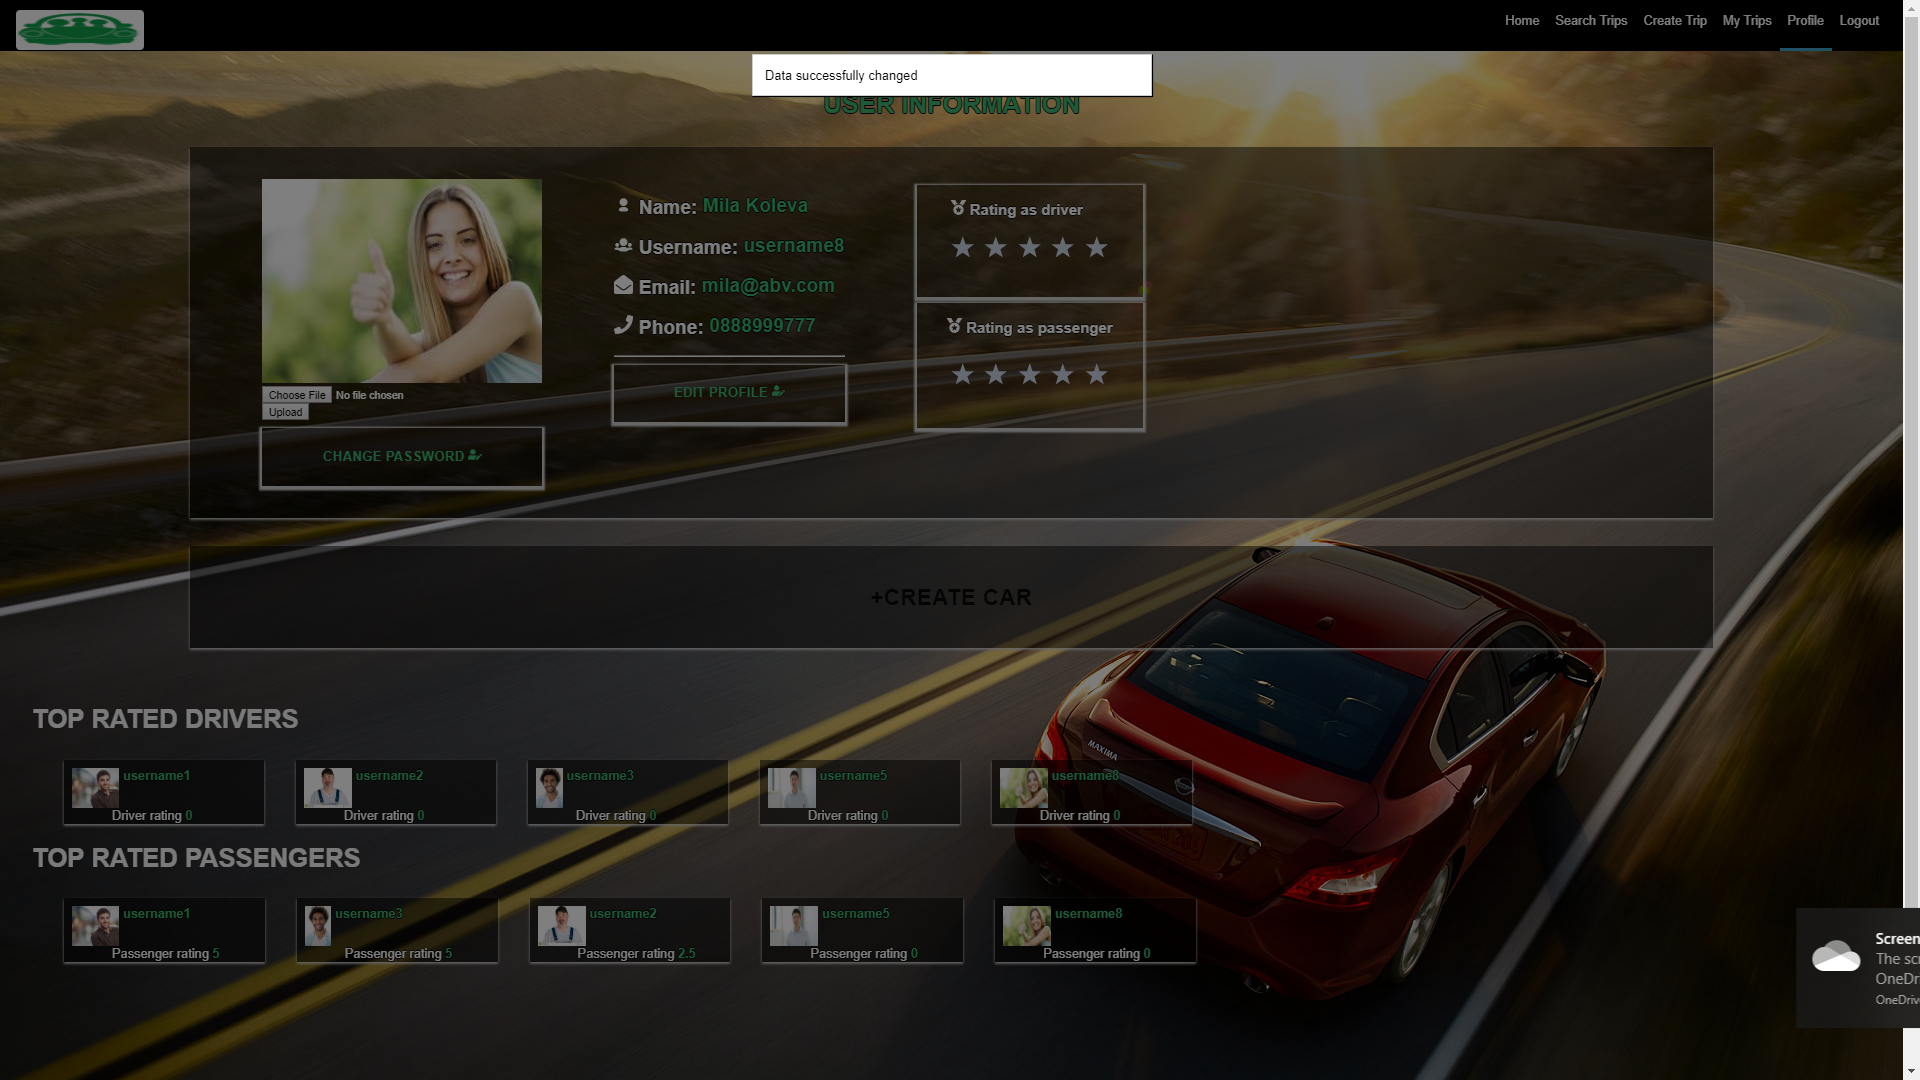 Home Search Trips Create Trip My Trips Profile Logout
Data successfully changed
USER INFORMATION
Name: Mila Koleva
Username: username8
Email: mila@abv.com
Phone: 0888999777
EDIT PROFILE
Rating as driver
Rating as passenger
Choose File No file chosen
Upload
CHANGE PASSWORD
+CREATE CAR
MAXIMA
TOP RATED DRIVERS
username1
Driver rating 0
username2
Driver rating 0
username3
Driver rating 0
username5
Driver rating 0
username8
Driver rating 0
TOP RATED PASSENGERS
username1
Passenger rating 5
username3
Passenger rating 5
username2
Passenger rating 2.5
username5
Passenger rating 0
username8
Passenger rating 0
Screen
The scr
OneDr
OneDriv